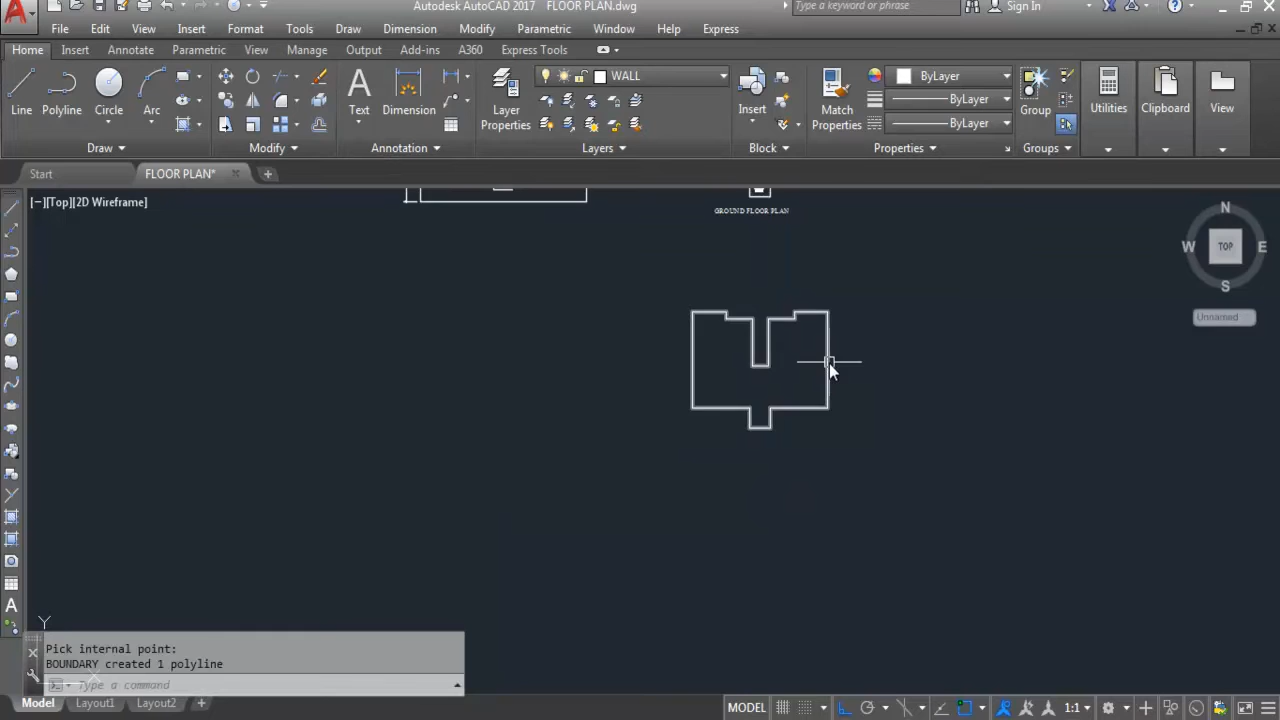 Autodesk AutoCAD 2017 FLOOR PLAN.dwg
Type a keyword or phrase
Sign In
File Edit View Insert Format Tools Draw Dimension Modify Parametric Window Help Express
Home Insert Annotate Parametric View Manage Output Add-ins A360 Express Tools
WALL
ByLayer
ByLayer
ByLayer
Line Polyline Circle Arc
Text Dimension
Layer Properties
Insert
Match Properties
Group
Utilities
Clipboard
View
Draw Modify Annotation Layers Block Properties Groups
Start FLOOR PLAN*
[−][Top][2D Wireframe]
GROUND FLOOR PLAN
N
W TOP E
S
Unnamed
Y
Pick internal point:
BOUNDARY created 1 polyline
Type a command
X
Model Layout1 Layout2
MODEL
1:1